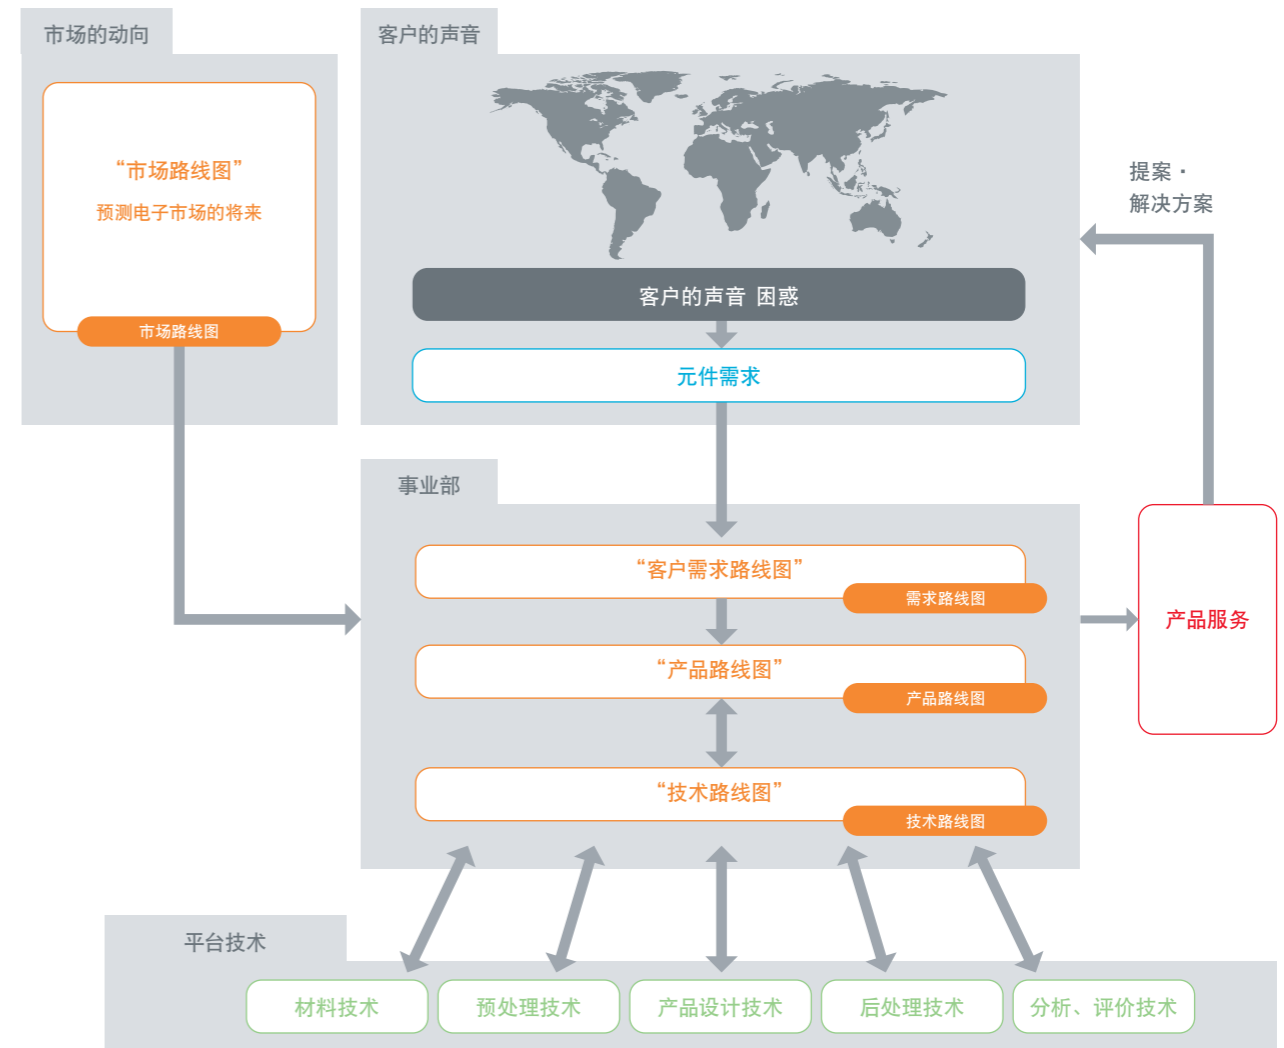 市场的动向
“市场路线图”
预测电子市场的将来
市场路线图
客户的声音
客户的声音 困惑
元件需求
提案・
解决方案
事业部
“客户需求路线图”
需求路线图
“产品路线图”
产品路线图
“技术路线图”
技术路线图
产品服务
平台技术
材料技术
预处理技术
产品设计技术
后处理技术
分析、评价技术